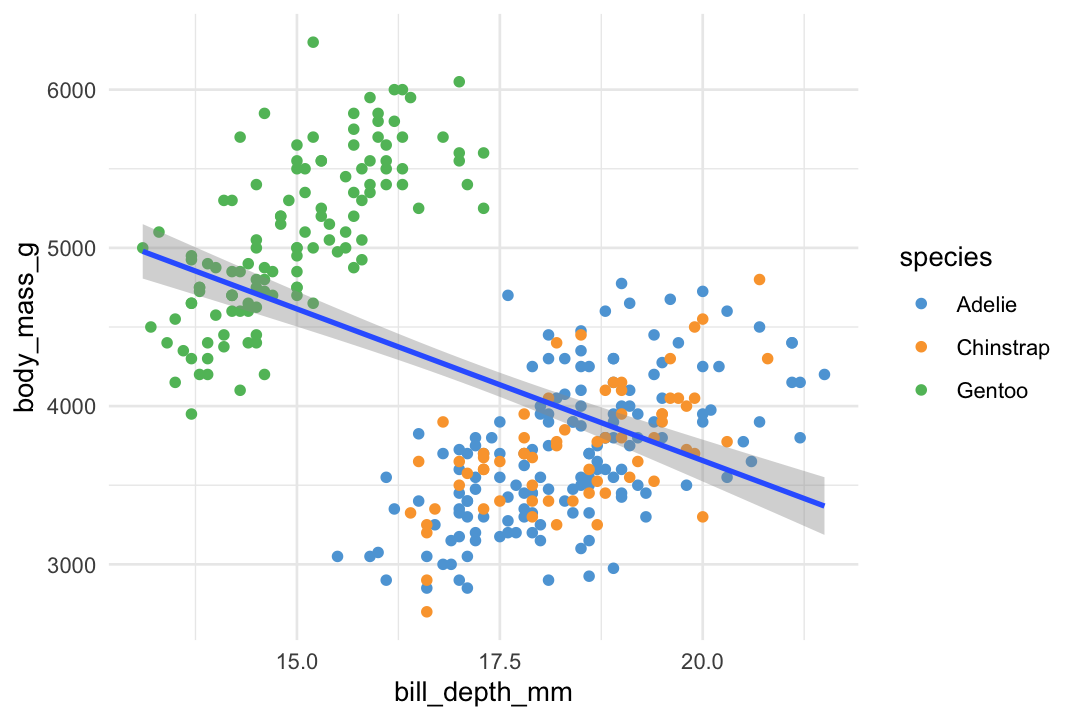 6000
5000
4000
3000
body_mass_g
15.0
17.5
20.0
bill_depth_mm
species
Adelie
Chinstrap
Gentoo